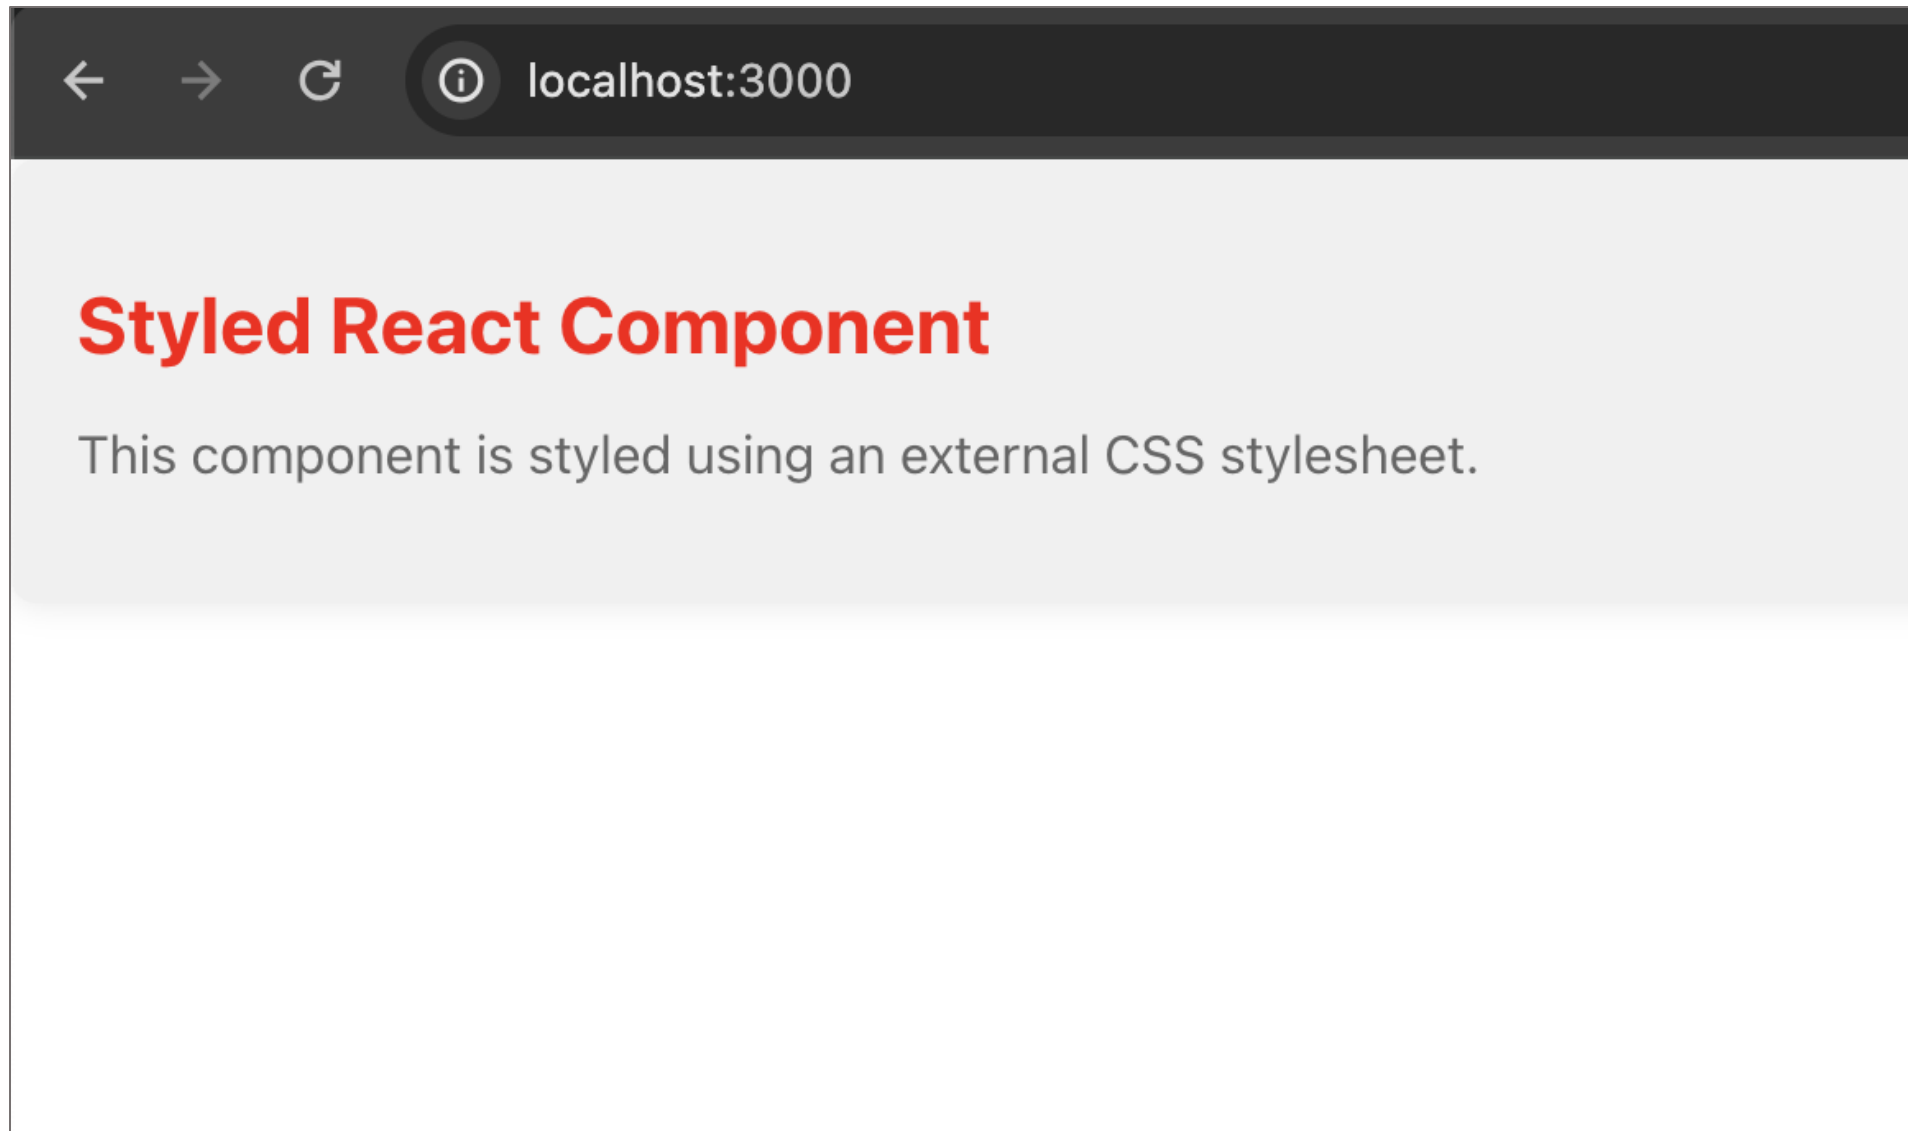 localhost:3000
Styled React Component
This component is styled using an external CSS stylesheet.